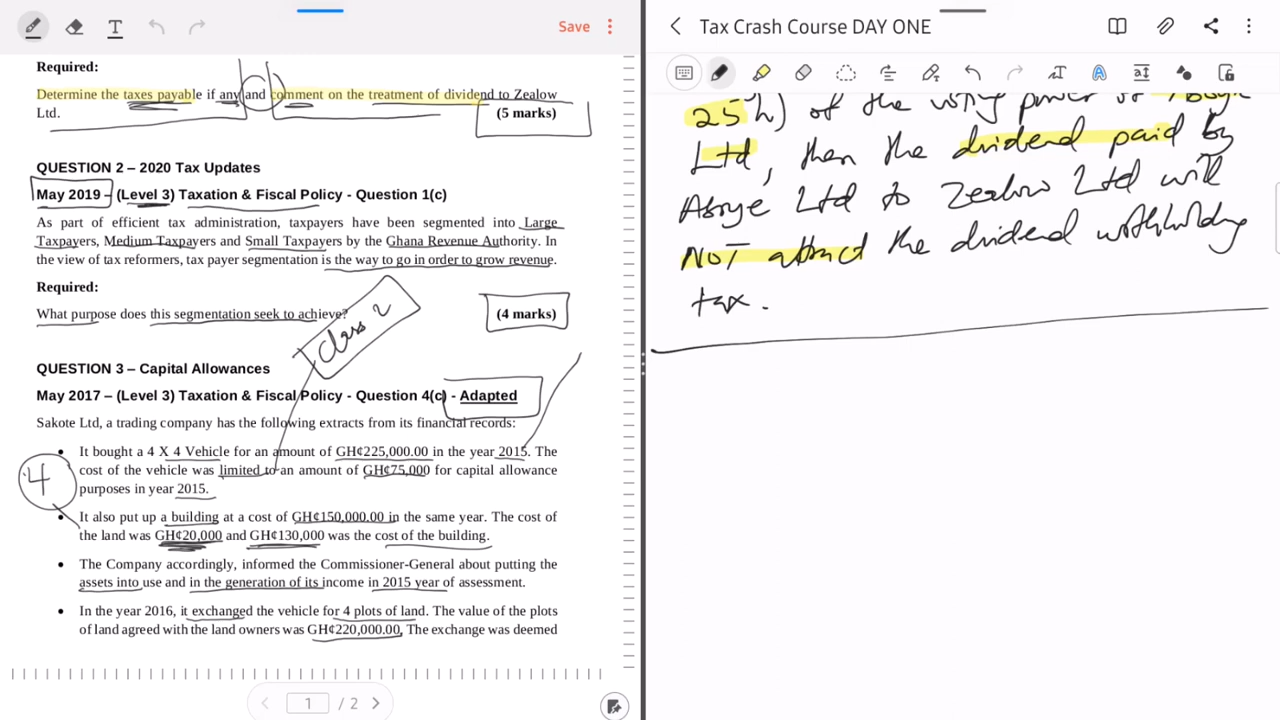 Save
Required:
Determine the taxes payable if any and comment on the treatment of dividend to Zealow
Ltd.
(5 marks)
QUESTION 2 – 2020 Tax Updates
May 2019 – (Level 3) Taxation & Fiscal Policy - Question 1(c)
As part of efficient tax administration, taxpayers have been segmented into Large
Taxpayers, Medium Taxpayers and Small Taxpayers by the Ghana Revenue Authority. In
the view of tax reformers, tax payer segmentation is the way to go in order to grow revenue.
Required:
What purpose does this segmentation seek to achieve?
(4 marks)
class 2
QUESTION 3 – Capital Allowances
May 2017 – (Level 3) Taxation & Fiscal Policy - Question 4(c) - Adapted
Sakote Ltd, a trading company has the following extracts from its financial records:
• It bought a 4 X 4 Vehicle for an amount of GH¢225,000.00 in the year 2015. The
cost of the vehicle was limited to an amount of GH¢75,000 for capital allowance
purposes in year 2015.
4
• It also put up a building at a cost of GH¢150,000.00 in the same year. The cost of
the land was GH¢20,000 and GH¢130,000 was the cost of the building.
• The Company accordingly, informed the Commissioner-General about putting the
assets into use and in the generation of its income in 2015 year of assessment.
• In the year 2016, it exchanged the vehicle for 4 plots of land. The value of the plots
of land agreed with the land owners was GH¢220,000.00, The exchange was deemed
1 / 2
Tax Crash Course DAY ONE
25%) of the voting power of
Ltd, then the dividend paid by
Asoye Ltd to Zealow Ltd will
NOT attract the dividend withholding
tax.